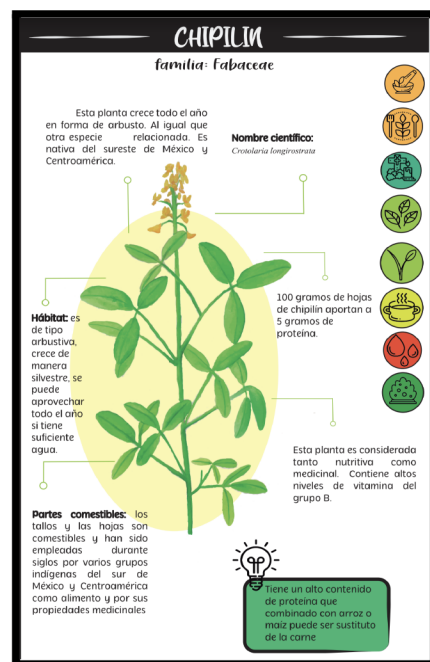 CHIPILIN
familia: Fabaceae
Esta planta crece todo el año
en forma de arbusto. Al igual que
otra especie relacionada. Es
nativa del sureste de México y
Centroamérica.
Nombre científico:
Crotolaria longirostrata
100 gramos de hojas
de chipilín aportan a
5 gramos de
proteína.
Hábitat: es
de tipo
arbustiva,
crece de
manera
silvestre, se
puede
aprovechar
todo el año
si tiene
suficiente
agua.
Esta planta es considerada
tanto nutritiva como
medicinal. Contiene altos
niveles de vitamina del
grupo B.
Partes comestibles: los
tallos y las hojas son
comestibles y han sido
empleadas durante
siglos por varios grupos
indígenas del sur de
México y Centroamérica
como alimento y por sus
propiedades medicinales
Tiene un alto contenido
de proteína que
combinado con arroz o
maíz puede ser sustituto
de la carne